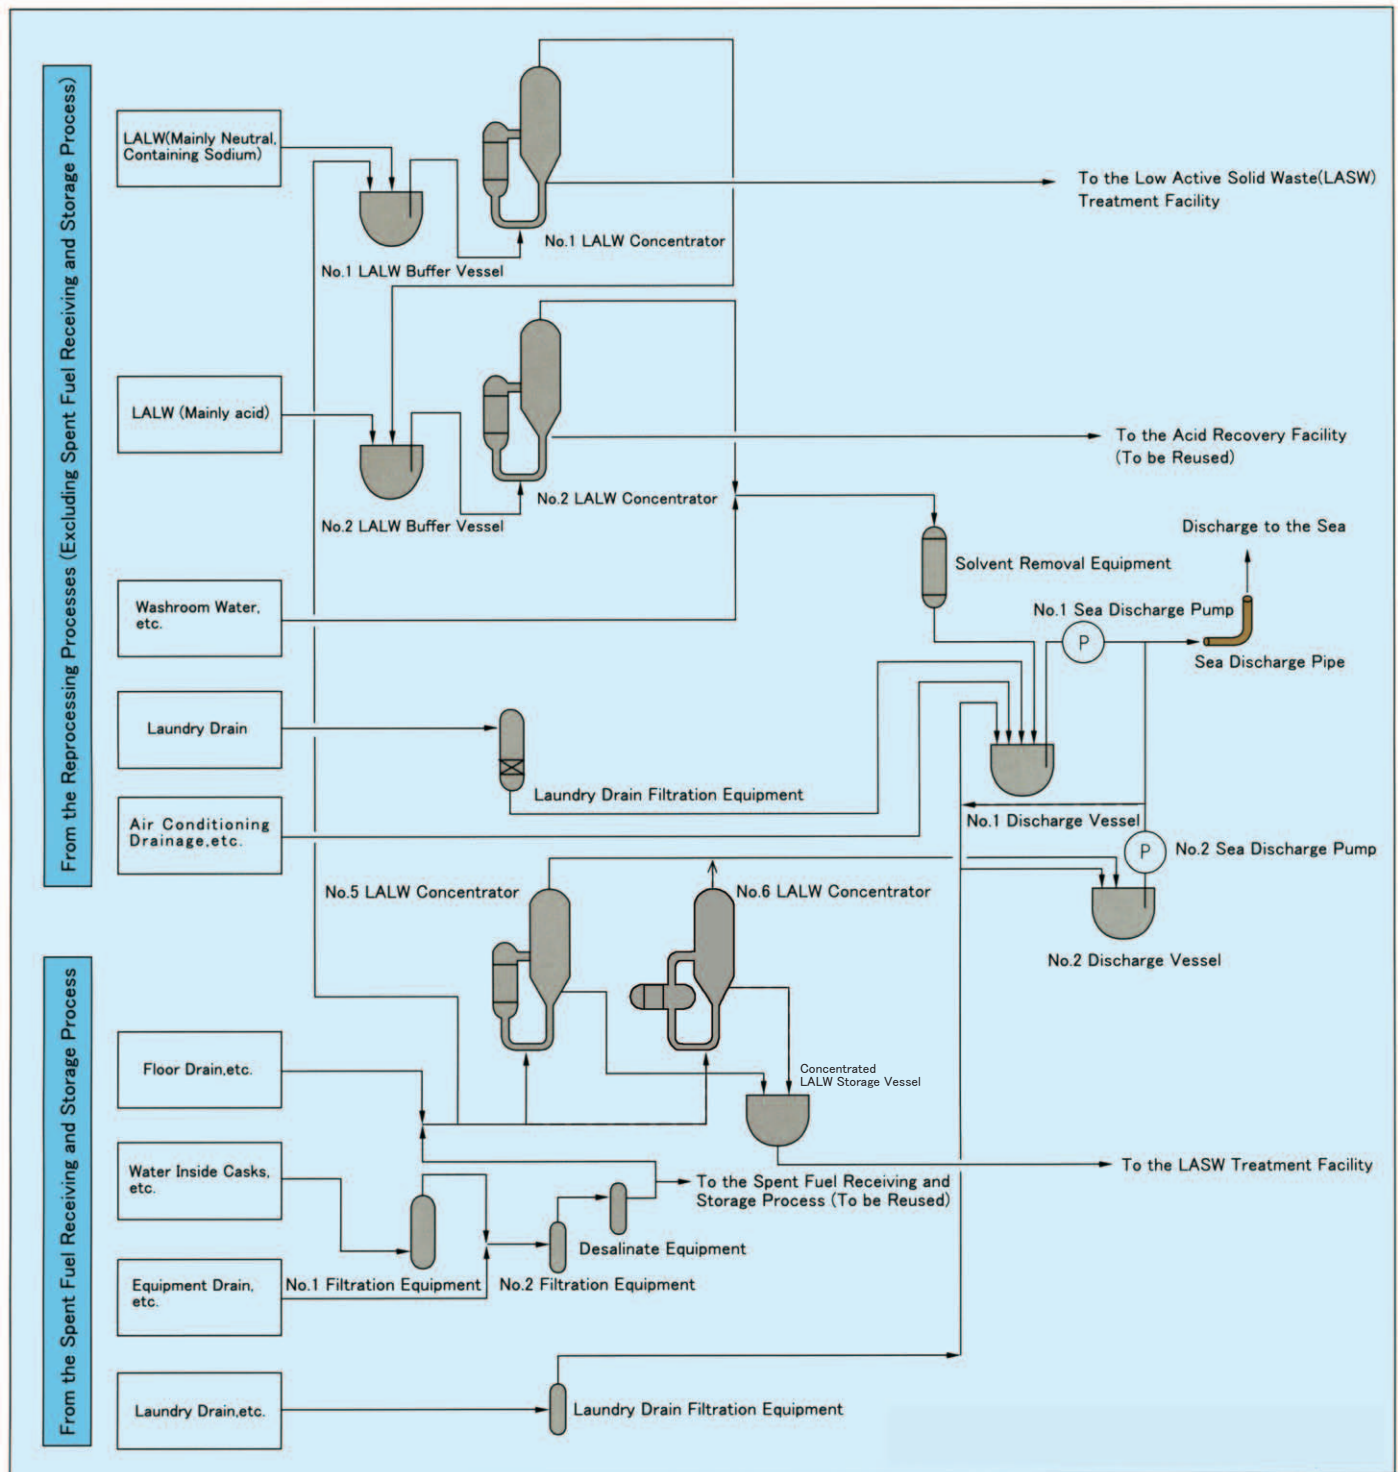 From the Reprocessing Processes (Excluding Spent Fuel Receiving and Storage Process)
LALW(Mainly Neutral,
Containing Sodium)
No.1 LALW Buffer Vessel
No.1 LALW Concentrator
To the Low Active Solid Waste(LASW)
Treatment Facility
LALW (Mainly acid)
No.2 LALW Buffer Vessel
No.2 LALW Concentrator
To the Acid Recovery Facility
(To be Reused)
Discharge to the Sea
Solvent Removal Equipment
Washroom Water,
etc.
No.1 Sea Discharge Pump
P
Sea Discharge Pipe
Laundry Drain
Laundry Drain Filtration Equipment
Air Conditioning
Drainage,etc.
No.1 Discharge Vessel
P
No.2 Sea Discharge Pump
No.5 LALW Concentrator
No.6 LALW Concentrator
No.2 Discharge Vessel
From the Spent Fuel Receiving and Storage Process
Floor Drain,etc.
Concentrated
LALW Storage Vessel
Water Inside Casks,
etc.
To the LASW Treatment Facility
To the Spent Fuel Receiving and
Storage Process (To be Reused)
Desalinate Equipment
No.1 Filtration Equipment
No.2 Filtration Equipment
Equipment Drain,
etc.
Laundry Drain,etc.
Laundry Drain Filtration Equipment